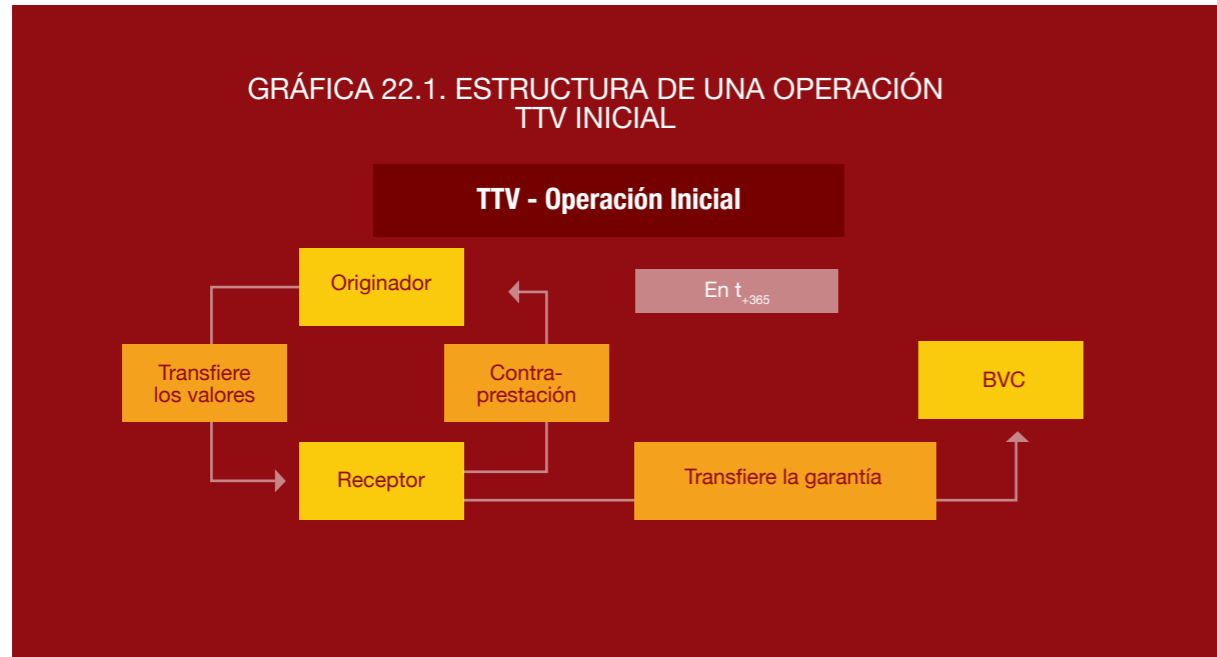 GRÁFICA 22.1. ESTRUCTURA DE UNA OPERACIÓN
TTV INICIAL
TTV - Operación Inicial
Originador
En t+365
Transfiere
los valores
Contra-
prestación
BVC
Receptor
Transfiere la garantía